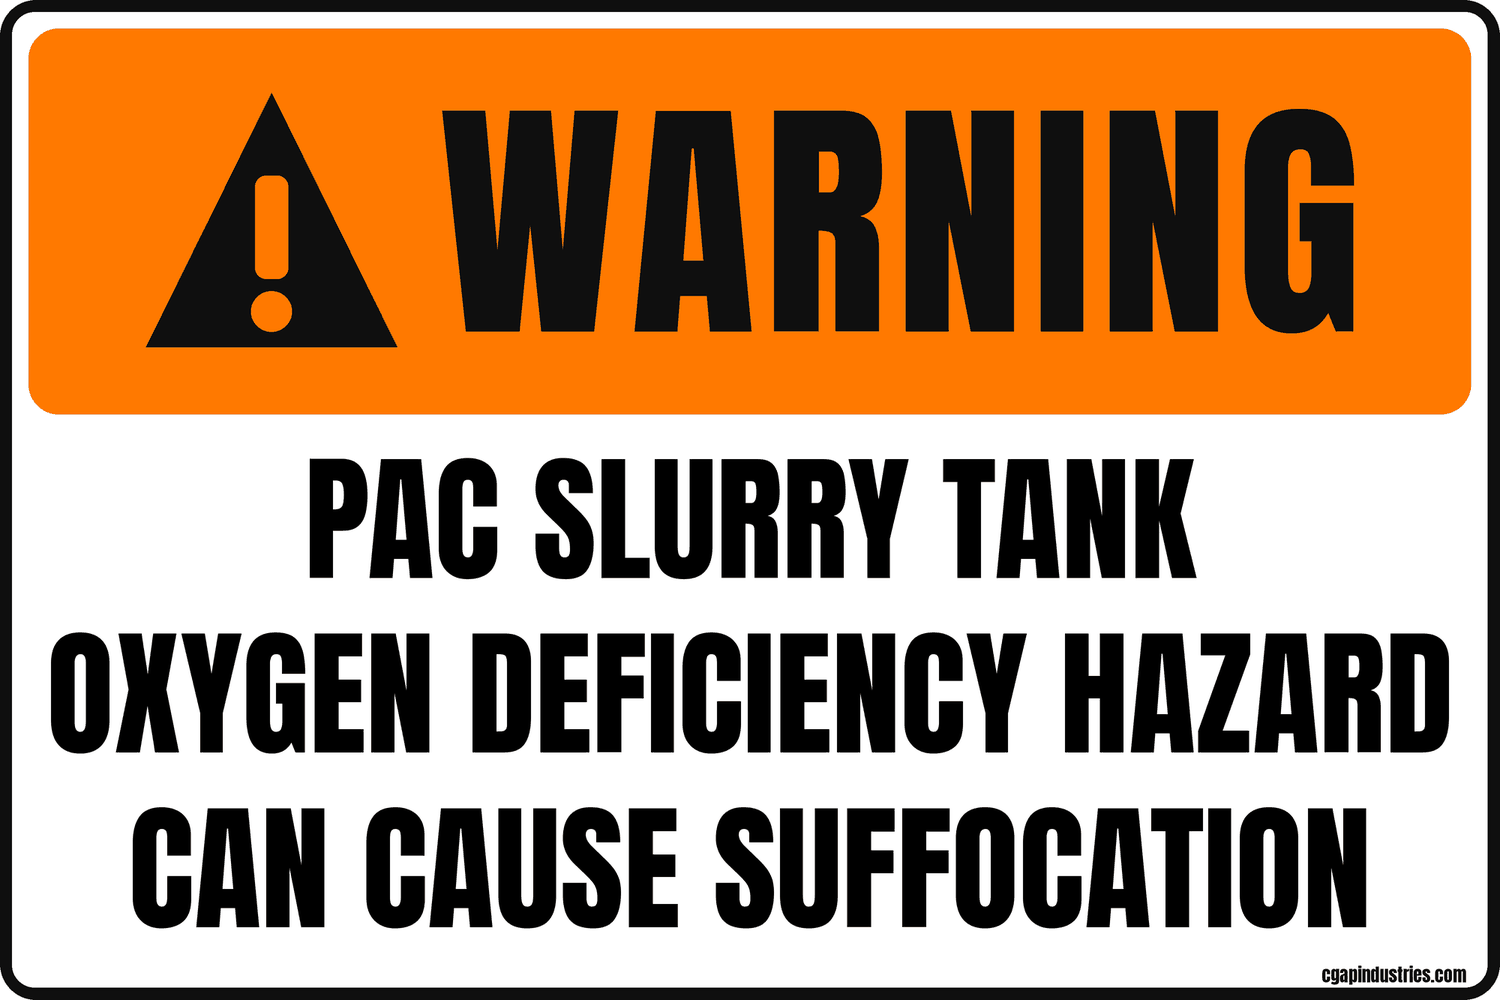 WARNING
PAC SLURRY TANK
OXYGEN DEFICIENCY HAZARD
CAN CAUSE SUFFOCATION
cgapindustries.com